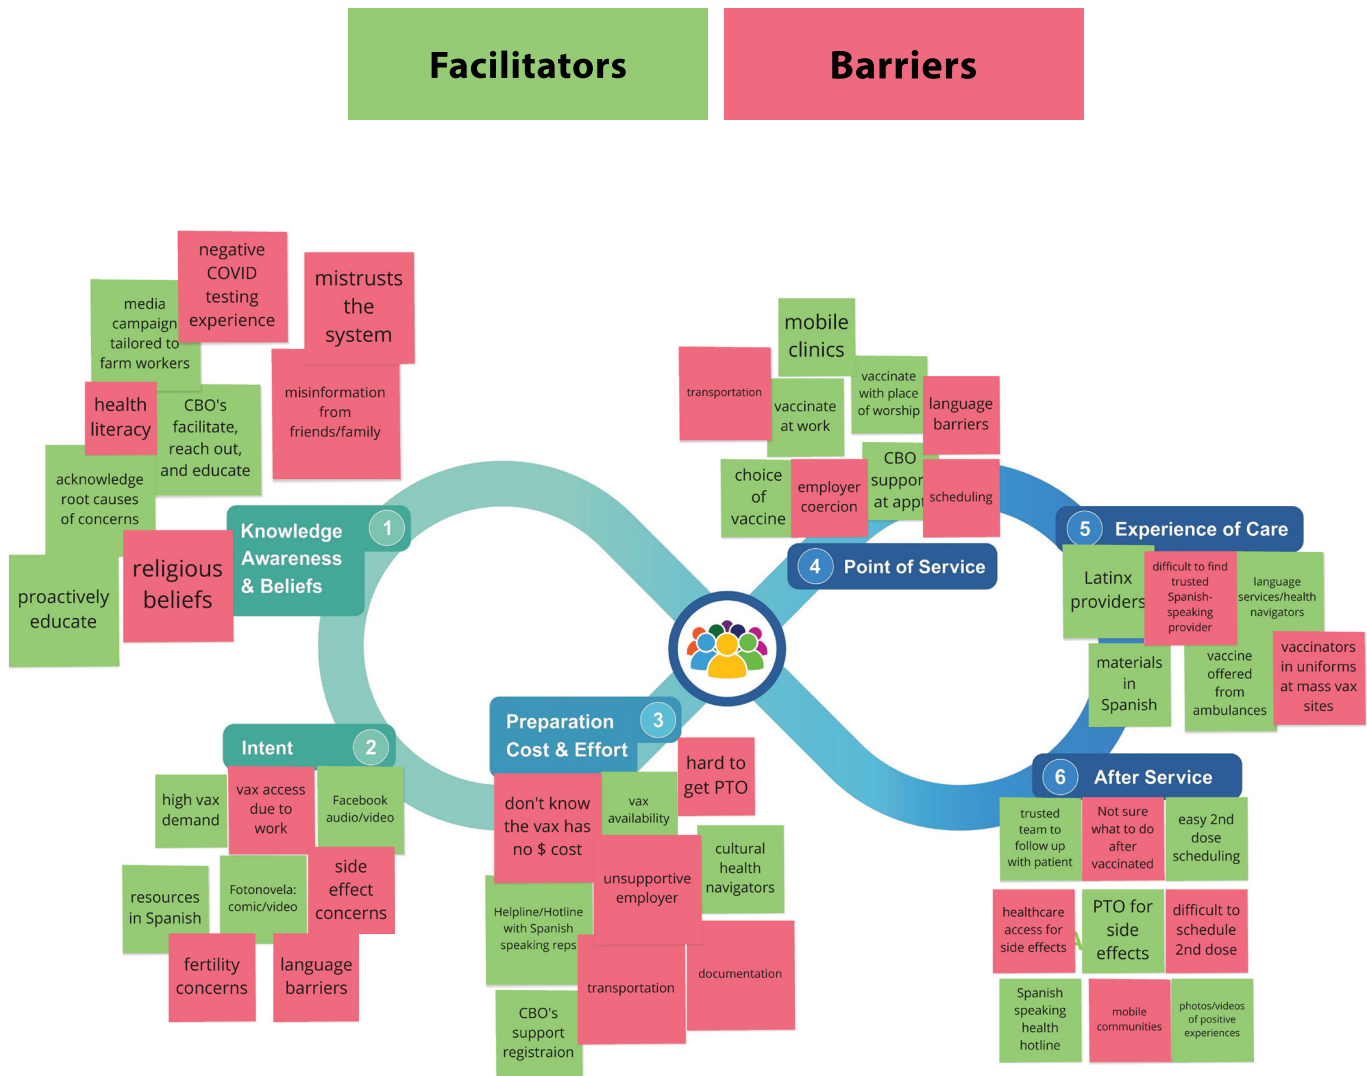 Facilitators
Barriers
negative
COVID
testing
experience
mistrusts
the
system
media
campaign
tailored to
farm workers
misinformation
from
friends/family
health
literacy
CBO's
facilitate,
reach out,
and educate
acknowledge
root causes
of concerns
religious
beliefs
proactively
educate
Knowledge
Awareness
& Beliefs
1
Intent
2
high vax
demand
vax access
due to
work
Facebook
audio/video
resources
in Spanish
Fotonovela:
comic/video
side
effect
concerns
fertility
concerns
language
barriers
Preparation
Cost & Effort
3
don't know
the vax has
no $ cost
vax
availability
hard to
get PTO
unsupportive
employer
cultural
health
navigators
Helpline/Hotline
with Spanish
speaking reps
transportation
documentation
CBO's
support
registraion
mobile
clinics
transportation
vaccinate
at work
vaccinate
with place
of worship
language
barriers
choice
of
vaccine
employer
coercion
CBO
support
at appt
scheduling
4
Point of Service
5
Experience of Care
Latinx
providers
difficult to find
trusted
Spanish-
speaking
provider
language
services/health
navigators
materials
in
Spanish
vaccine
offered
from
ambulances
vaccinators
in uniforms
at mass vax
sites
6
After Service
trusted
team to
follow up
with patient
Not sure
what to do
after
vaccinated
easy 2nd
dose
scheduling
healthcare
access for
side effects
PTO for
side
effects
difficult to
schedule
2nd dose
Spanish
speaking
health
hotline
mobile
communities
photos/videos
of positive
experiences